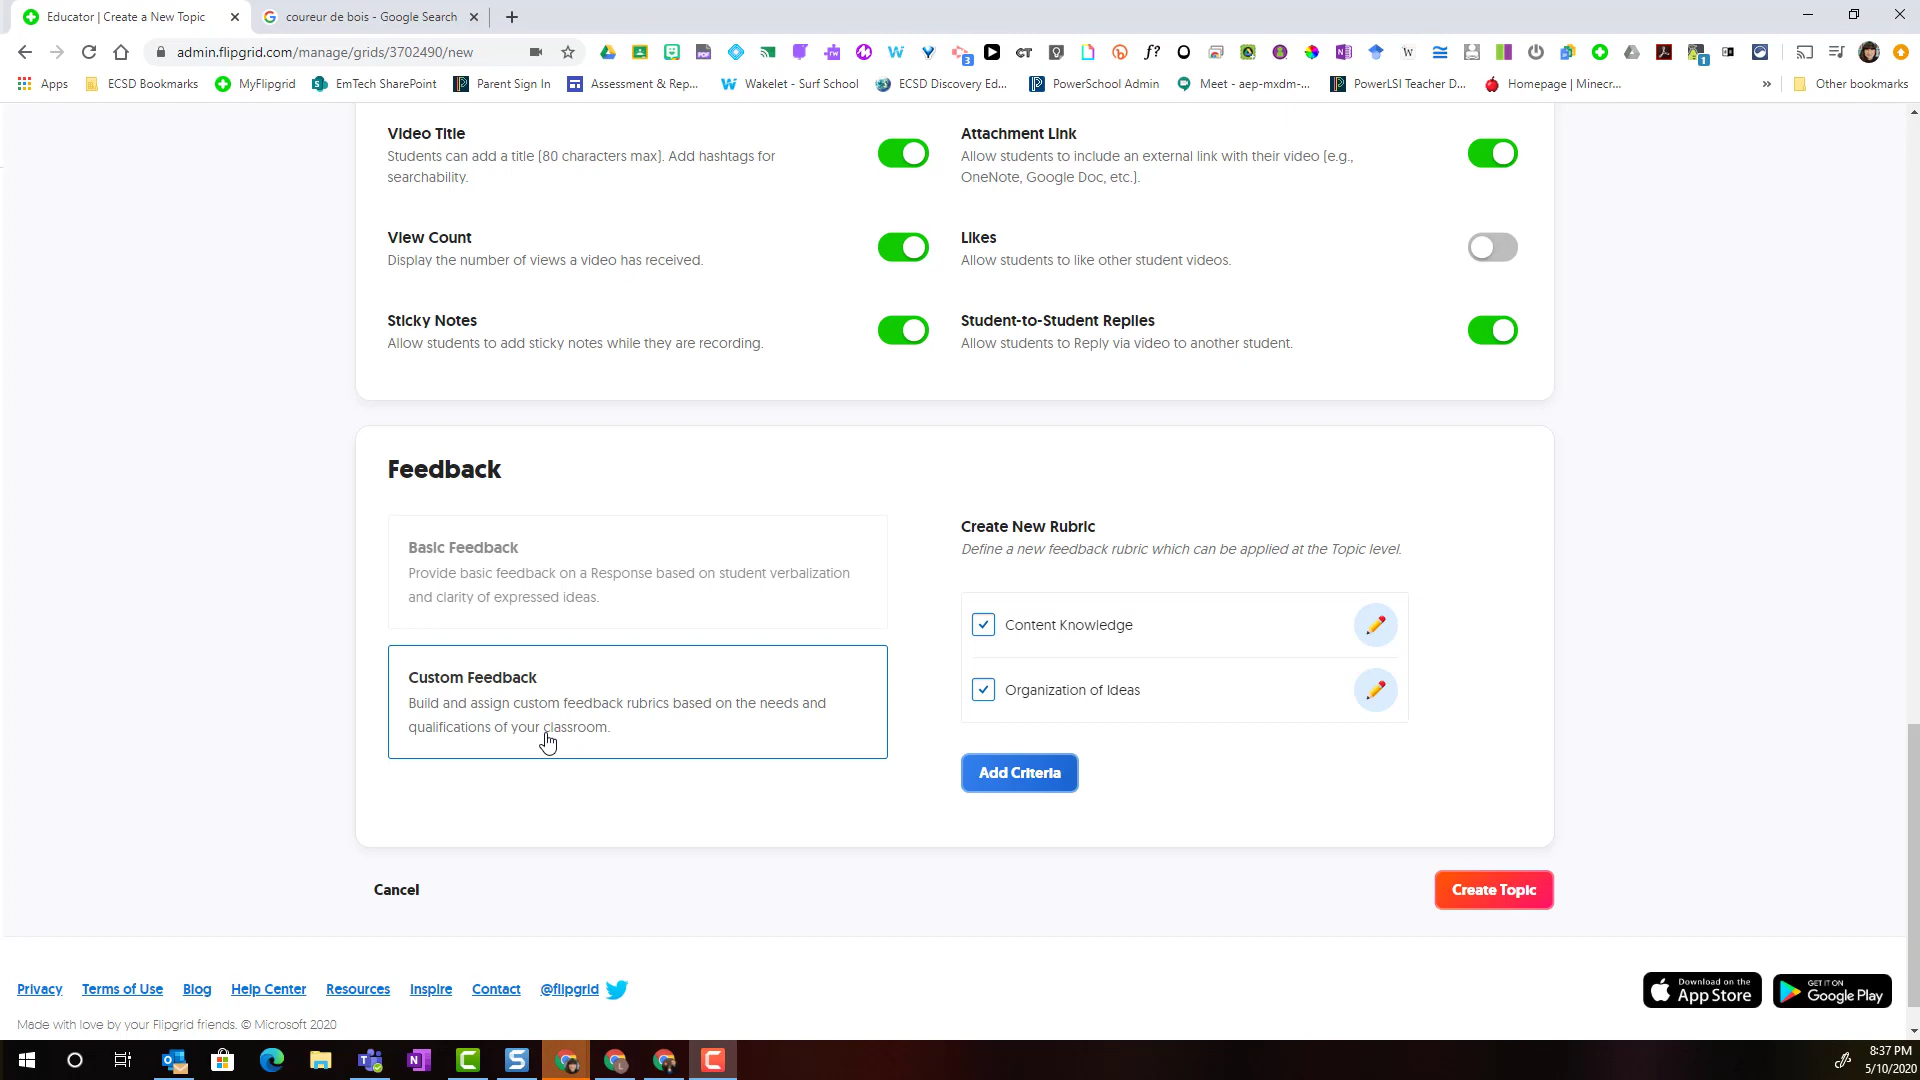 Educator | Create a New Topic
coureur de bois - Google Search
admin.flipgrid.com/manage/grids/3702490/new
Apps
ECSD Bookmarks
MyFlipgrid
EmTech SharePoint
Parent Sign In
Assessment & Rep...
Wakelet - Surf School
ECSD Discovery Ed...
PowerSchool Admin
Meet - aep-mxdm-...
PowerLSI Teacher D...
Homepage | Minecr...
Other bookmarks
Video Title
Students can add a title (80 characters max). Add hashtags for
searchability.
Attachment Link
Allow students to include an external link with their video (e.g.,
OneNote, Google Doc, etc.).
View Count
Display the number of views a video has received.
Likes
Allow students to like other student videos.
Sticky Notes
Allow students to add sticky notes while they are recording.
Student-to-Student Replies
Allow students to Reply via video to another student.
Feedback
Basic Feedback
Provide basic feedback on a Response based on student verbalization
and clarity of expressed ideas.
Custom Feedback
Build and assign custom feedback rubrics based on the needs and
qualifications of your classroom.
Create New Rubric
Define a new feedback rubric which can be applied at the Topic level.
Content Knowledge
Organization of Ideas
Add Criteria
Cancel
Create Topic
Privacy
Terms of Use
Blog
Help Center
Resources
Inspire
Contact
@flipgrid
Download on the
App Store
GET IT ON
Google Play
Made with love by your Flipgrid friends. © Microsoft 2020
8:37 PM
5/10/2020